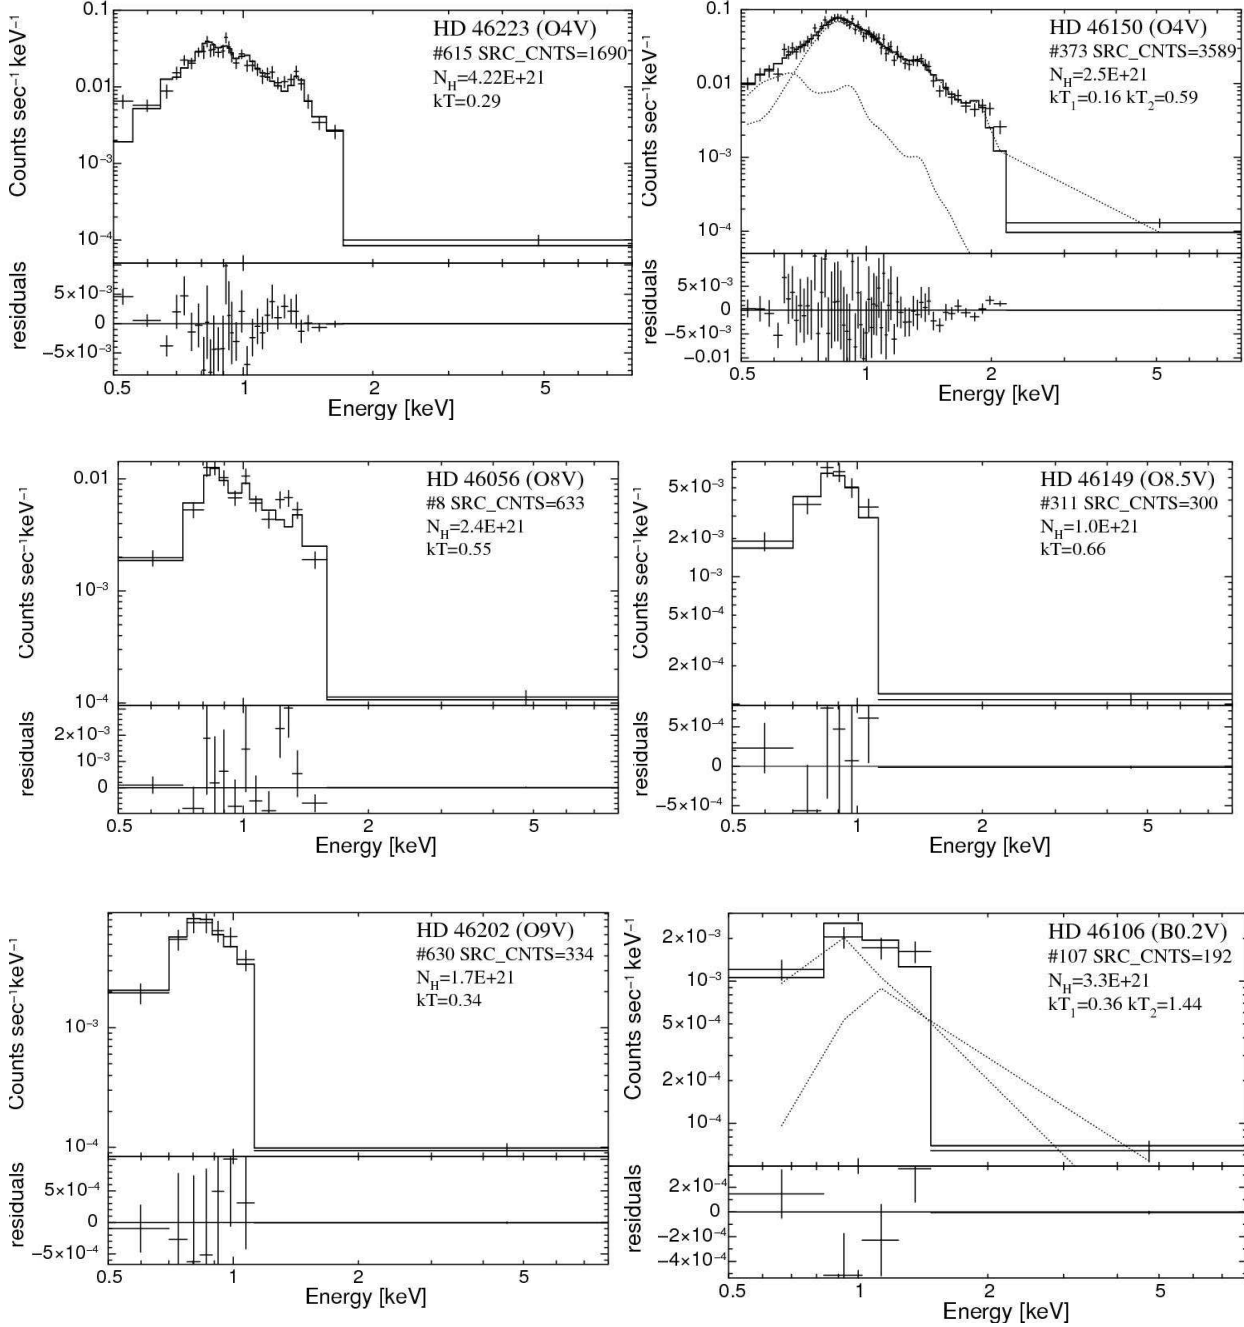 HD 46223 (O4V)
#615 SRC_CNTS=1690
N_H=4.22E+21
kT=0.29
Counts sec⁻¹ keV⁻¹
0.01
10⁻³
10⁻⁴
residuals
5×10⁻³
0
−5×10⁻³
0.5 1 2 5
Energy [keV]
HD 46150 (O4V)
#373 SRC_CNTS=3589
N_H=2.5E+21
kT₁=0.16 kT₂=0.59
Counts sec⁻¹ keV⁻¹
0.1
0.01
10⁻³
10⁻⁴
residuals
5×10⁻³
0
−5×10⁻³
−0.01
0.5 1 2 5
Energy [keV]
HD 46056 (O8V)
#8 SRC_CNTS=633
N_H=2.4E+21
kT=0.55
Counts sec⁻¹ keV⁻¹
0.01
10⁻³
10⁻⁴
residuals
2×10⁻³
10⁻³
0
0.5 1 2 5
Energy [keV]
HD 46149 (O8.5V)
#311 SRC_CNTS=300
N_H=1.0E+21
kT=0.66
Counts sec⁻¹ keV⁻¹
5×10⁻³
2×10⁻³
10⁻³
5×10⁻⁴
2×10⁻⁴
residuals
5×10⁻⁴
0
−5×10⁻⁴
0.5 1 2 5
Energy [keV]
HD 46202 (O9V)
#630 SRC_CNTS=334
N_H=1.7E+21
kT=0.34
Counts sec⁻¹ keV⁻¹
10⁻³
10⁻⁴
residuals
5×10⁻⁴
0
−5×10⁻⁴
0.5 1 2 5
Energy [keV]
HD 46106 (B0.2V)
#107 SRC_CNTS=192
N_H=3.3E+21
kT₁=0.36 kT₂=1.44
Counts sec⁻¹ keV⁻¹
2×10⁻³
10⁻³
5×10⁻⁴
2×10⁻⁴
10⁻⁴
residuals
2×10⁻⁴
0
−2×10⁻⁴
−4×10⁻⁴
0.5 1 2 5
Energy [keV]